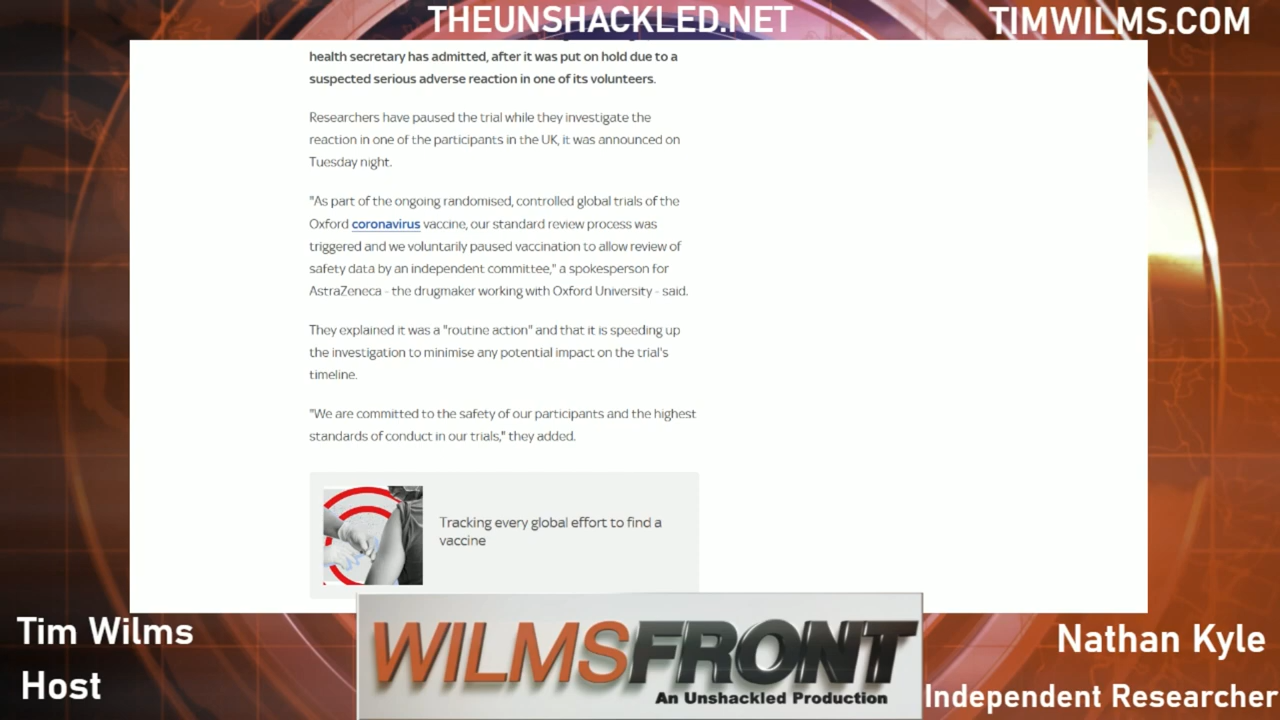 THEUNSHACKLED.NET
TIMWILMS.COM
health secretary has admitted, after it was put on hold due to a
suspected serious adverse reaction in one of its volunteers.
Researchers have paused the trial while they investigate the
reaction in one of the participants in the UK, it was announced on
Tuesday night.
"As part of the ongoing randomised, controlled global trials of the
Oxford coronavirus vaccine, our standard review process was
triggered and we voluntarily paused vaccination to allow review of
safety data by an independent committee," a spokesperson for
AstraZeneca - the drugmaker working with Oxford University - said.
They explained it was a "routine action" and that it is speeding up
the investigation to minimise any potential impact on the trial's
timeline.
"We are committed to the safety of our participants and the highest
standards of conduct in our trials," they added.
Tracking every global effort to find a
vaccine
Tim Wilms
Host
WILMSFRONT
An Unshackled Production
Nathan Kyle
Independent Researcher